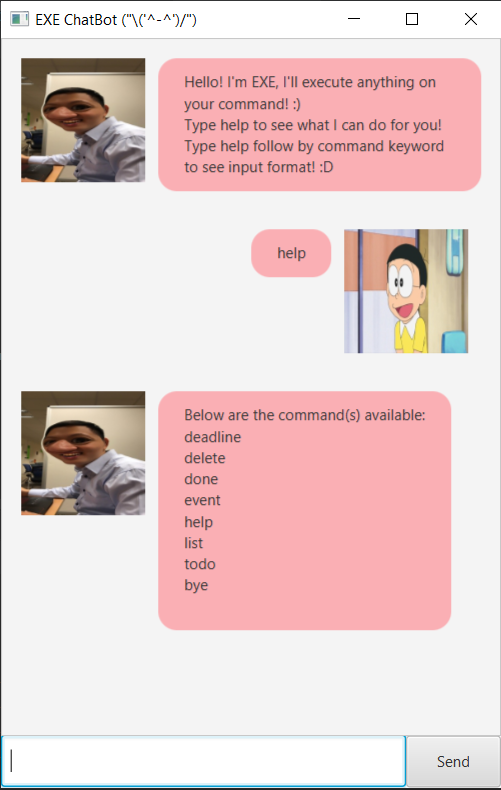 EXE ChatBot ("\('^-^')/")
Hello! I'm EXE, I'll execute anything on
your command! :)
Type help to see what I can do for you!
Type help follow by command keyword
to see input format! :D
help
Below are the command(s) available:
deadline
delete
done
event
help
list
todo
bye
Send